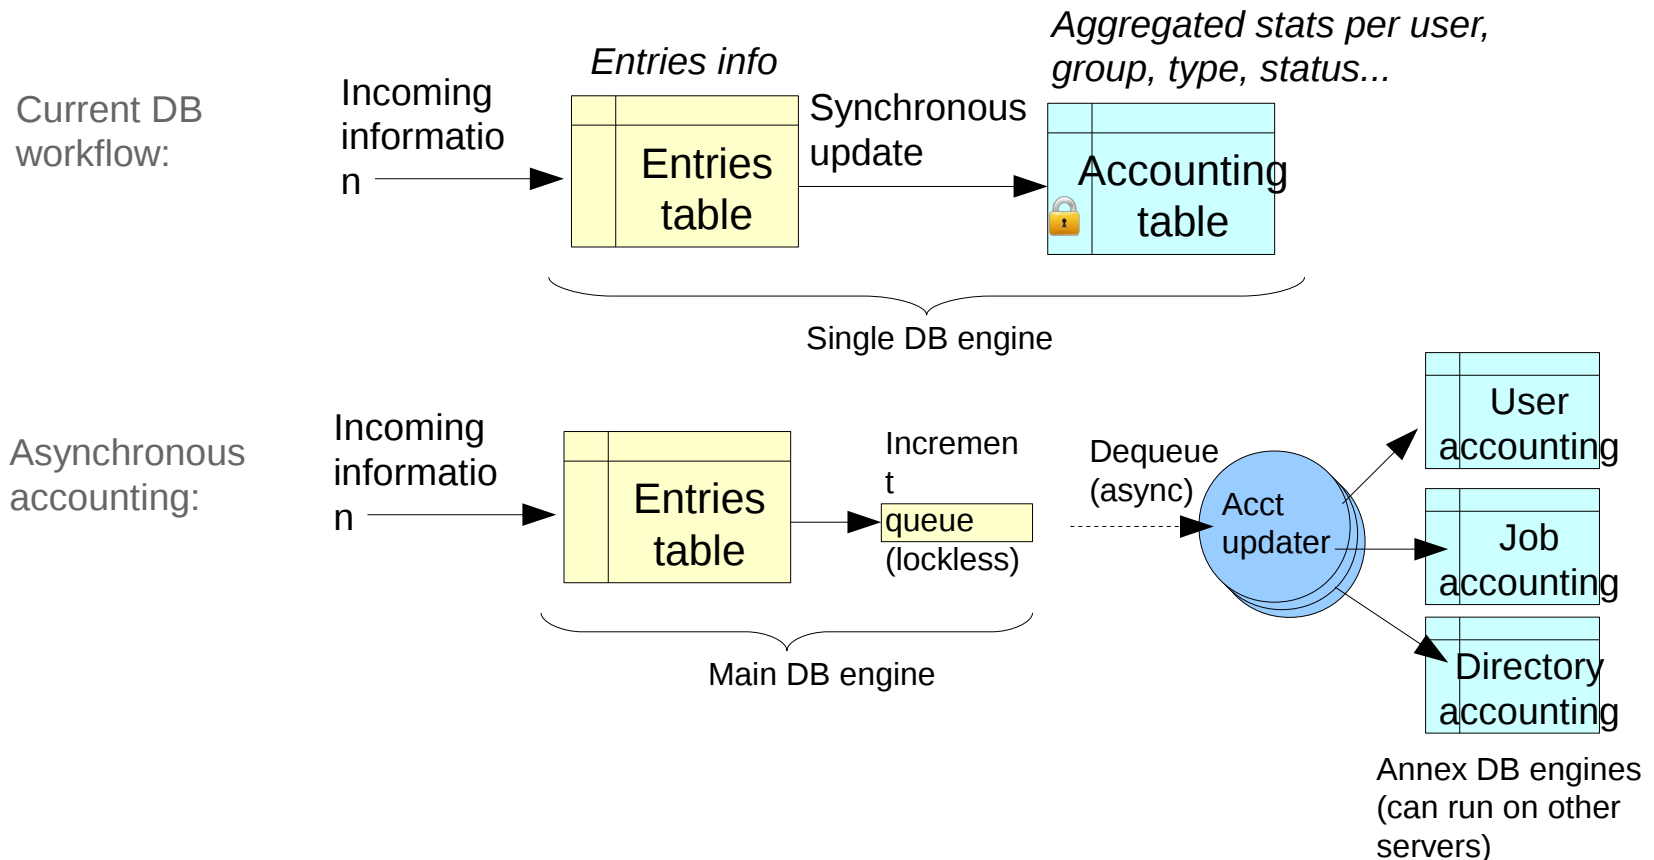 Current DB
workflow:
Incoming
informatio
n
Entries info
Entries
table
Synchronous
update
Aggregated stats per user,
group, type, status...
Accounting
table
Single DB engine
Asynchronous
accounting:
Incoming
informatio
n
Entries
table
Incremen
t
queue
(lockless)
Main DB engine
Dequeue
(async)
Acct
updater
User
accounting
Job
accounting
Directory
accounting
Annex DB engines
(can run on other
servers)